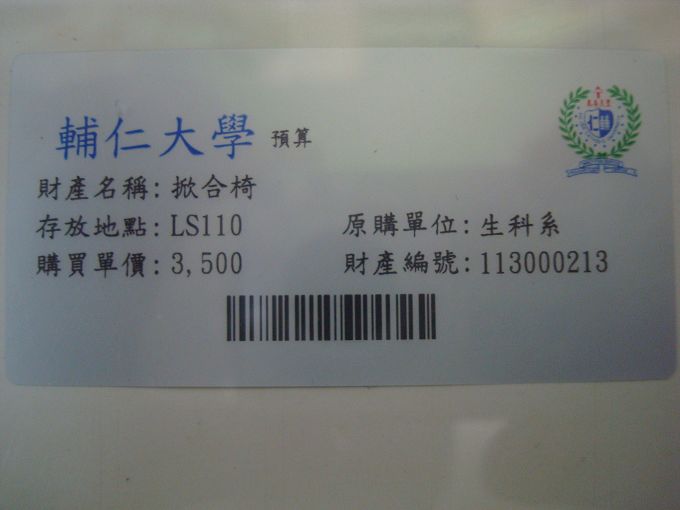 輔仁大學 預算
財產名稱: 掀合椅
存放地點: LS110 原購單位: 生科系
購買單價: 3,500 財產編號: 113000213